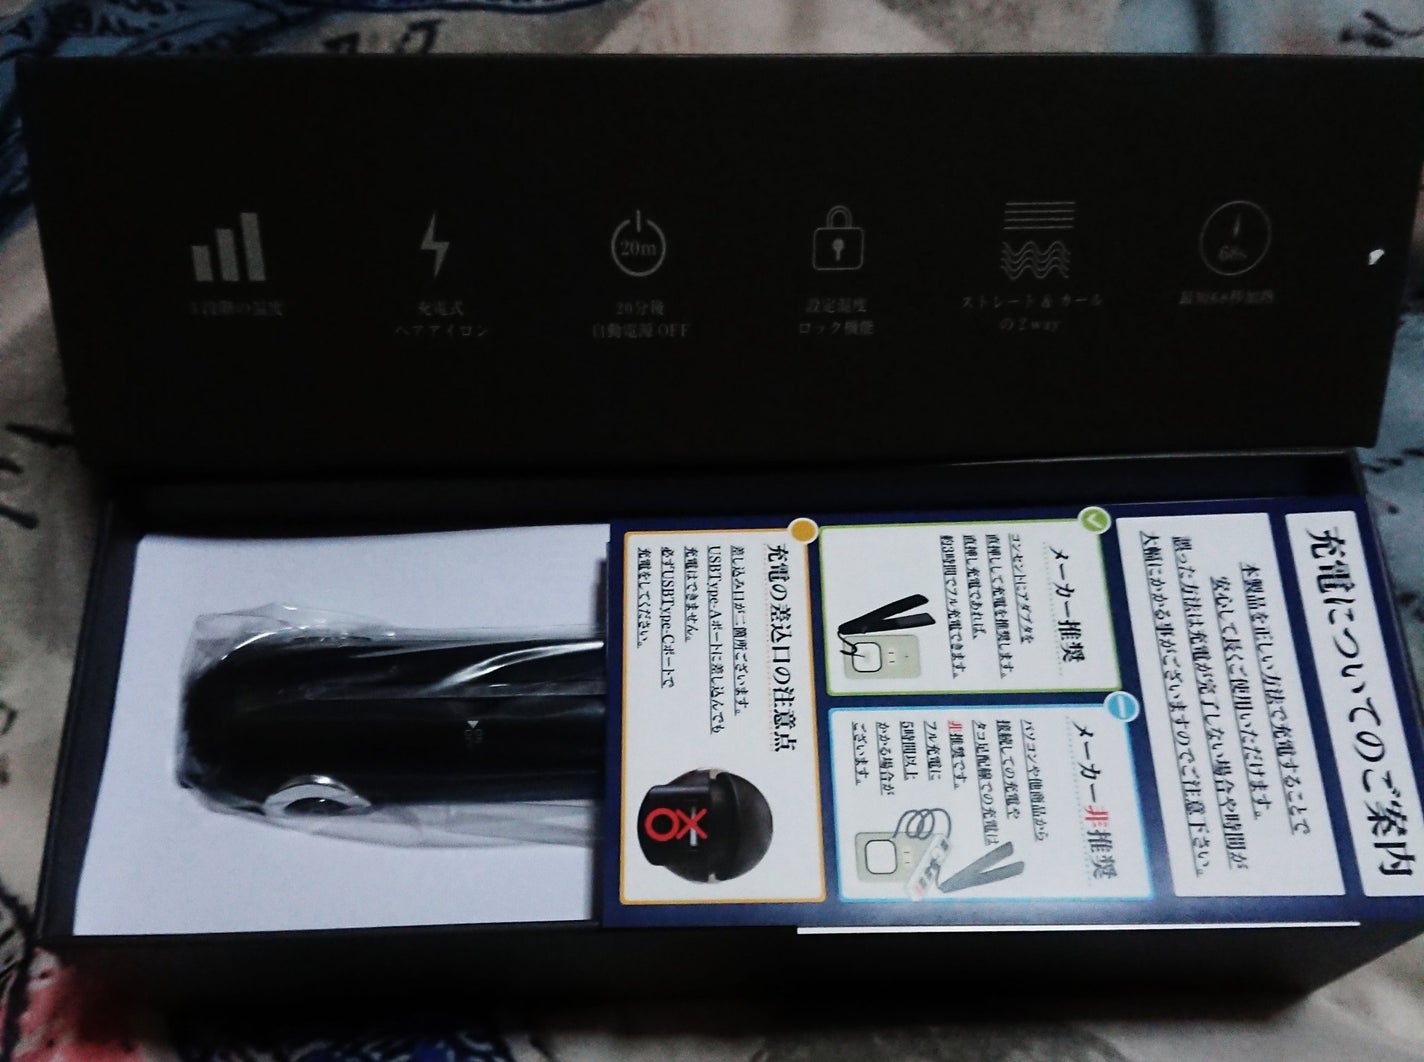 3段階の温度
充電式
ヘアアイロン
20m
20分後
自動電源OFF
設定温度
ロック機能
ストレート&カール
の2way
68s
最短68秒加熱
充電についてのご案内
本製品を正しい方法で充電することで
安心して長くご使用いただけます。
誤った方法は充電が完了しない場合や時間が
大幅にかかる事がございますのでご注意下さい。
メーカー推奨
コンセントにアダプタを
直挿しして充電を推奨します。
直挿し充電であれば、
約3時間でフル充電できます。
メーカー非推奨
パソコンや他商品から
接続しての充電や
タコ足配線での充電は
非推奨です。
フル充電に
5時間以上
かかる場合が
ございます。
充電の差込口の注意点
差し込み口が二箇所ございます。
USBType-Aポートに差し込んでも
充電はできません。
必ずUSBType-Cポートで
充電をしてください。